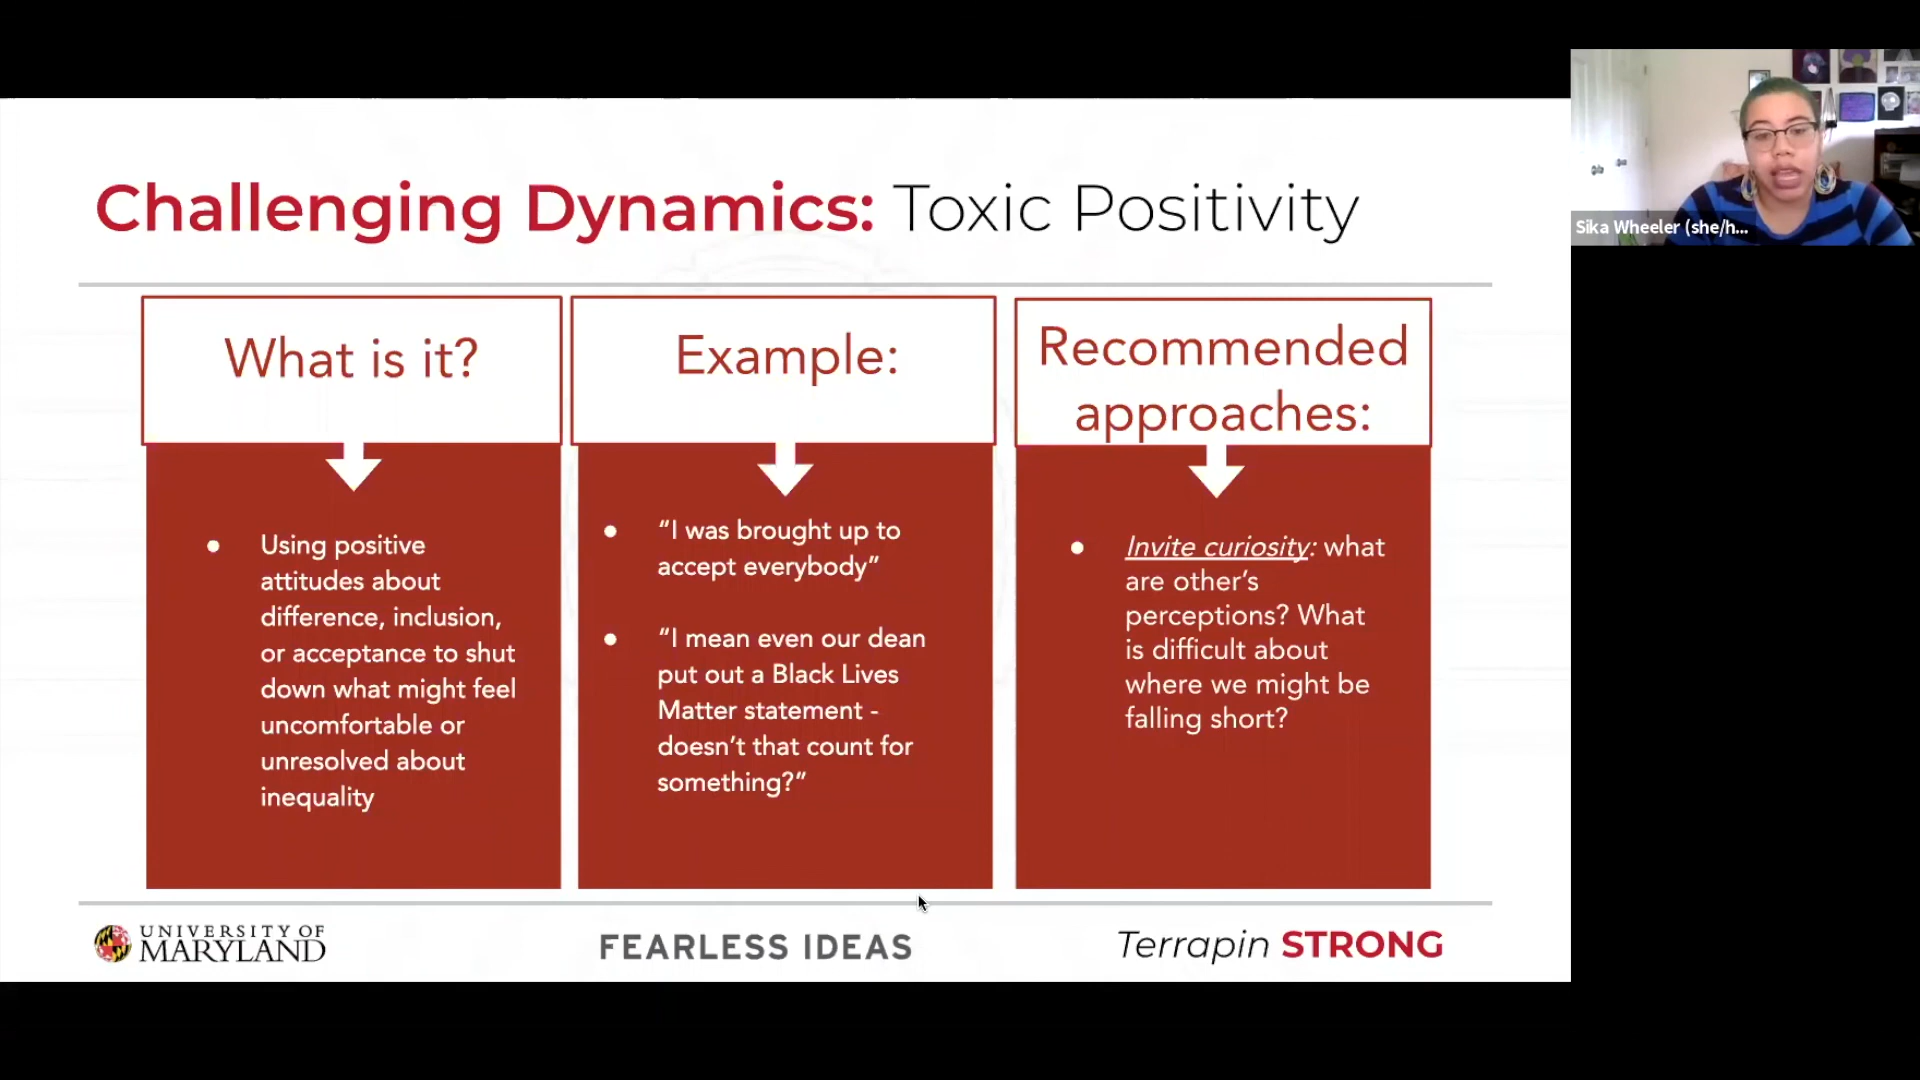 Challenging Dynamics: Toxic Positivity
Sika Wheeler (she/h...
What is it?
• Using positive
attitudes about
difference, inclusion,
or acceptance to shut
down what might feel
uncomfortable or
unresolved about
inequality
Example:
• “I was brought up to
accept everybody”
• “I mean even our dean
put out a Black Lives
Matter statement -
doesn’t that count for
something?”
Recommended
approaches:
• Invite curiosity: what
are other’s
perceptions? What
is difficult about
where we might be
falling short?
UNIVERSITY OF
MARYLAND
FEARLESS IDEAS
Terrapin STRONG